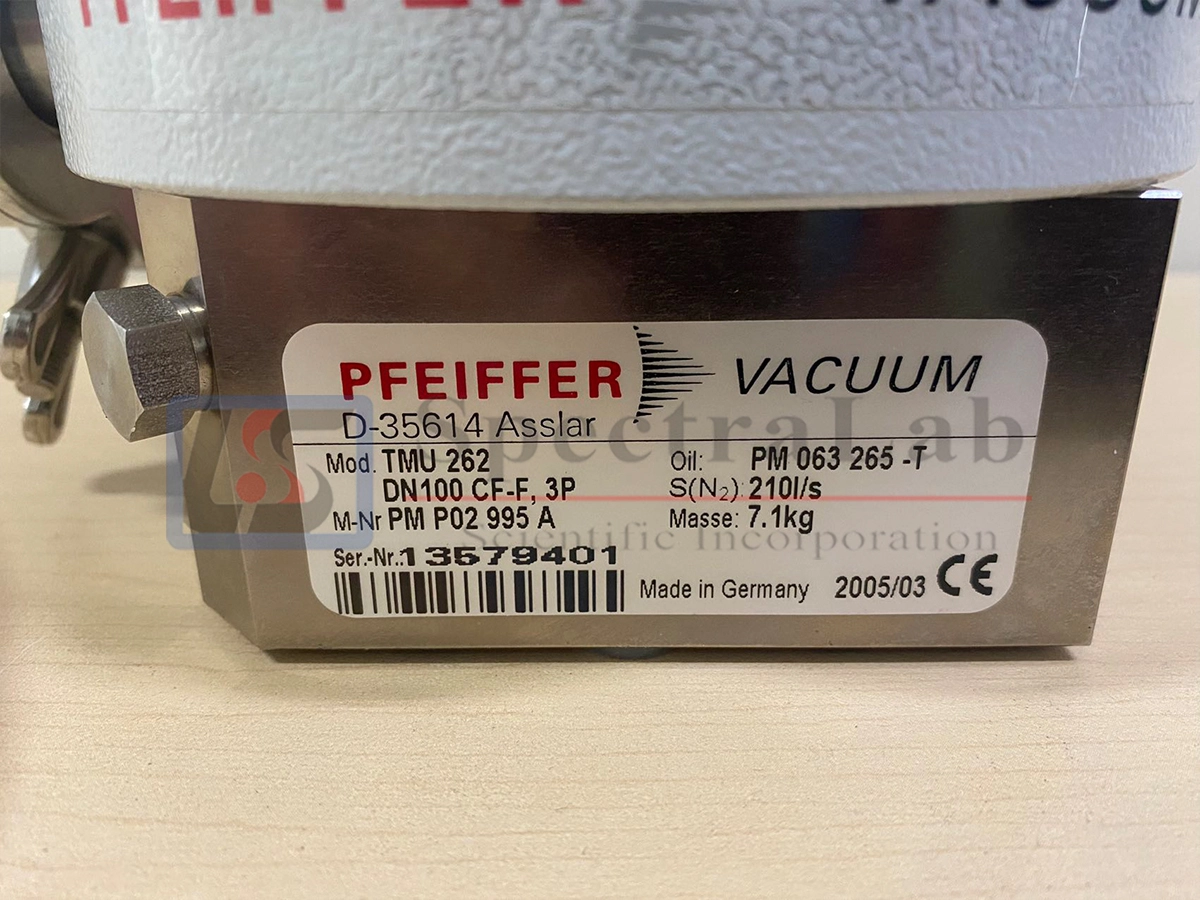 PFEIFFER VACUUM
D-35614 Asslar
Mod. TMU 262 Oil: PM 063 265 -T
DN100 CF-F, 3P S(N₂): 210l/s
M-Nr PM P02 995 A Masse: 7.1kg
Ser.-Nr.: 13579401
Made in Germany 2005/03 CE
SpectraLab
Scientific Incorporation